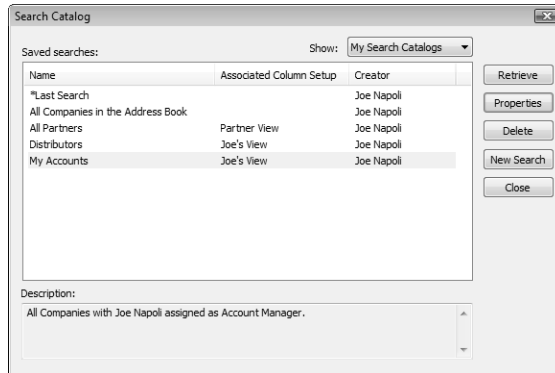 Search Catalog
Saved searches:
Show: My Search Catalogs
Name Associated Column Setup Creator
*Last Search Joe Napoli
All Companies in the Address Book Joe Napoli
All Partners Partner View Joe Napoli
Distributors Joe's View Joe Napoli
My Accounts Joe's View Joe Napoli
Retrieve
Properties
Delete
New Search
Close
Description:
All Companies with Joe Napoli assigned as Account Manager.